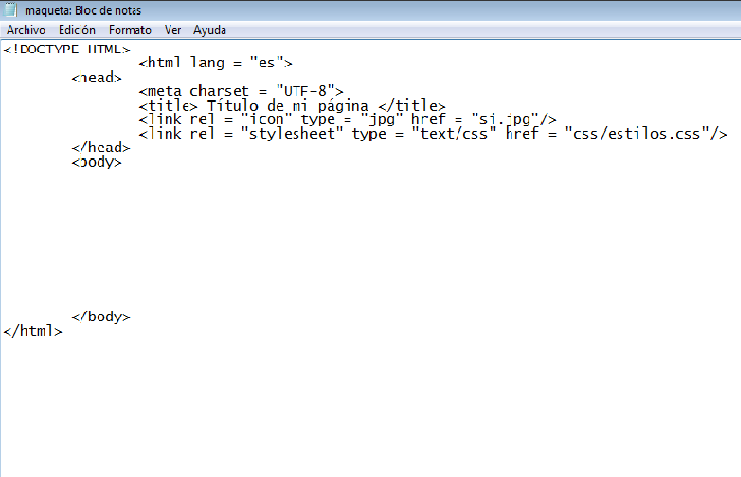 maqueta: Bloc de notas
Archivo Edición Formato Ver Ayuda
<!DOCTYPE HTML>
<html lang = "es">
<head>
<meta charset = "UTF-8">
<title> Título de mi página </title>
<link rel = "icon" type = "jpg" href = "si.jpg"/>
<link rel = "stylesheet" type = "text/css" href = "css/estilos.css"/>
</head>
<body>
</body>
</html>